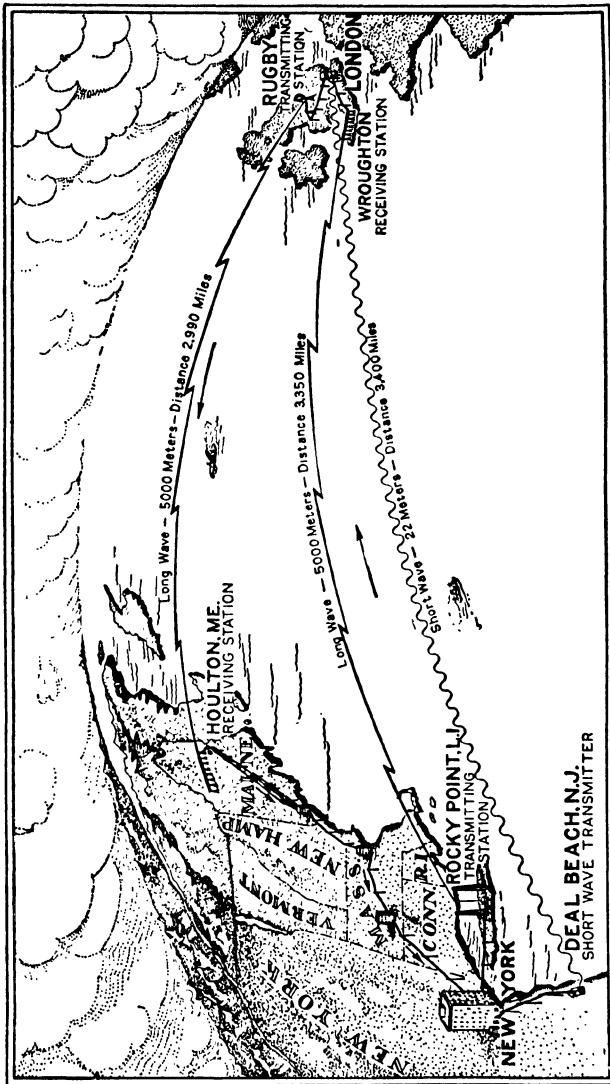 RUGBY
TRANSMITTING
STATION
LONDON
WROUGHTON
RECEIVING STATION
Long Wave – 5000 Meters – Distance 2,990 Miles
Long Wave – 5000 Meters – Distance 3,350 Miles
Short Wave – 22 Meters – Distance 3,400 Miles
HOULTON, ME.
RECEIVING STATION
MAINE
NEW HAMP
VERMONT
MASS
CONN
R.I.
NEW YORK
ROCKY POINT, L.I.
TRANSMITTING
STATION
NEW YORK
DEAL BEACH, N.J.
SHORT WAVE TRANSMITTER